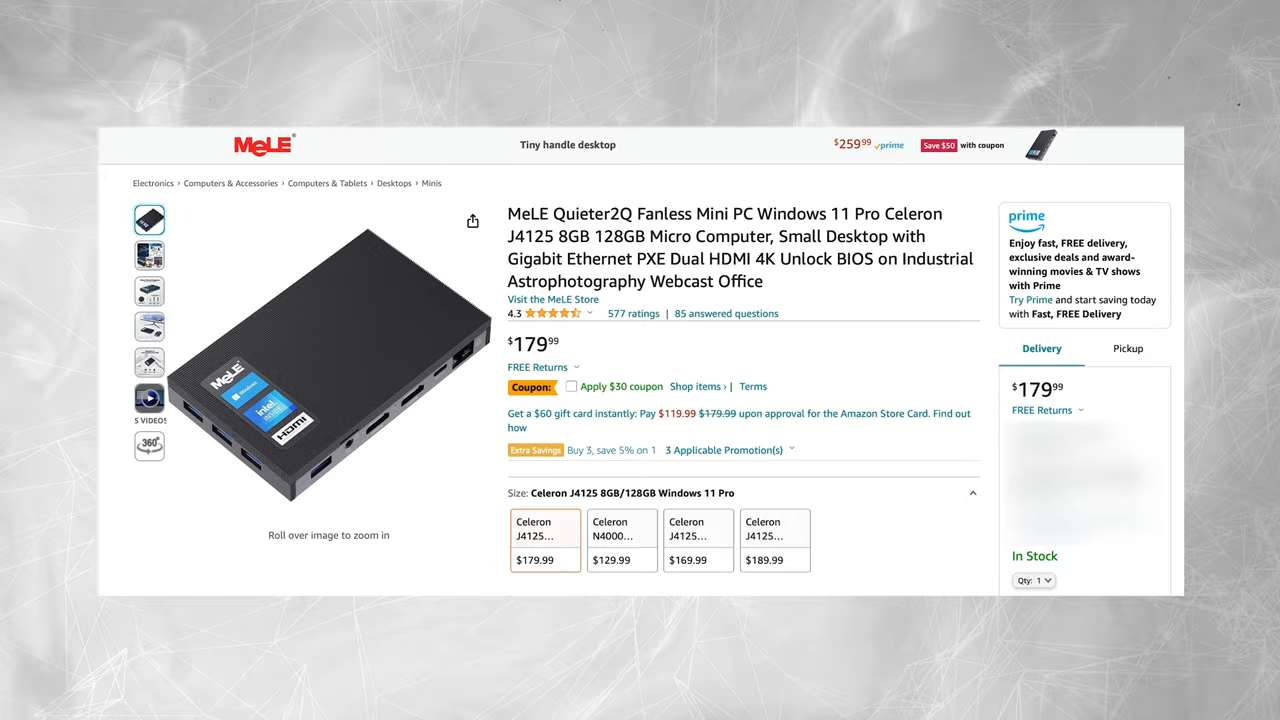 MeLE®
Tiny handle desktop
$259.99 prime
Save $50 with coupon
Electronics › Computers & Accessories › Computers & Tablets › Desktops › Minis
MeLE Quieter2Q Fanless Mini PC Windows 11 Pro Celeron
J4125 8GB 128GB Micro Computer, Small Desktop with
Gigabit Ethernet PXE Dual HDMI 4K Unlock BIOS on Industrial
Astrophotography Webcast Office
Visit the MeLE Store
4.3
577 ratings | 85 answered questions
$179.99
FREE Returns
Coupon: Apply $30 coupon Shop items › | Terms
Get a $60 gift card instantly: Pay $119.99 $179.99 upon approval for the Amazon Store Card. Find out
how
Extra Savings Buy 3, save 5% on 1 3 Applicable Promotion(s)
Size: Celeron J4125 8GB/128GB Windows 11 Pro
Celeron
J4125...
$179.99
Celeron
N4000...
$129.99
Celeron
J4125...
$169.99
Celeron
J4125...
$189.99
5 VIDEOS
360°
MeLE
Windows
intel
INSIDE
HDMI
Roll over image to zoom in
prime
Enjoy fast, FREE delivery,
exclusive deals and award-
winning movies & TV shows
with Prime
Try Prime and start saving today
with Fast, FREE Delivery
Delivery
Pickup
$179.99
FREE Returns
In Stock
Qty: 1